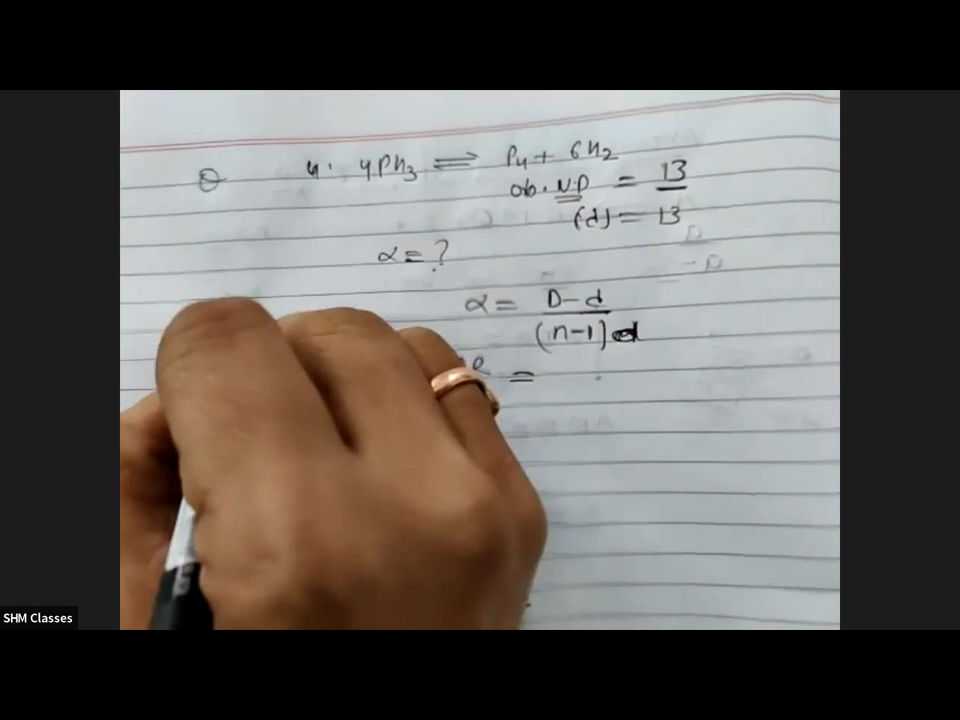 Q 4. 4PH3 ⇌ P4 + 6H2
ob. V.D = 13
(d) = 13
α = ?
α = D-d
(n-1)d
=
SHM Classes